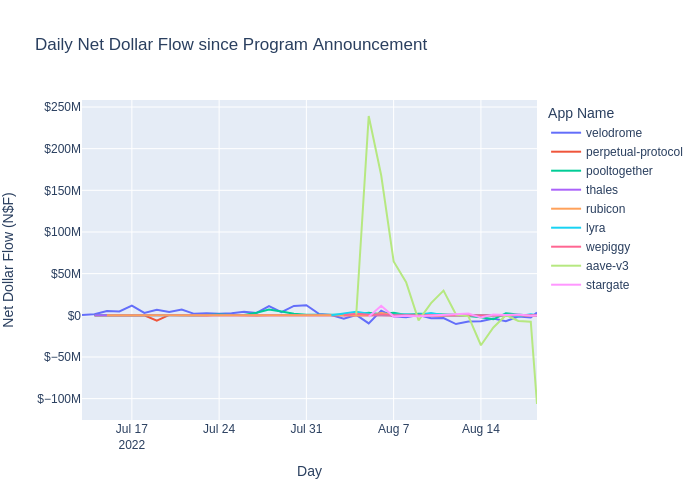 Daily Net Dollar Flow since Program Announcement
Net Dollar Flow (N$F)
$250M
$200M
$150M
$100M
$50M
$0
$−50M
$−100M
Jul 17
2022
Jul 24
Jul 31
Aug 7
Aug 14
Day
App Name
velodrome
perpetual-protocol
pooltogether
thales
rubicon
lyra
wepiggy
aave-v3
stargate